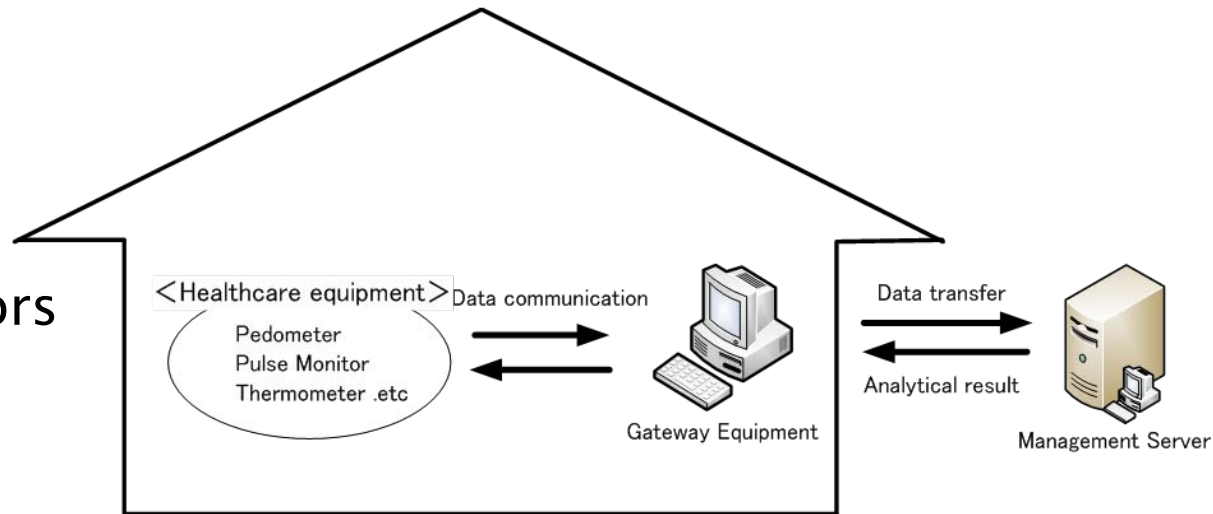 ors
<Healthcare equipment>
Pedometer
Pulse Monitor
Thermometer .etc
Data communication
Gateway Equipment
Data transfer
Analytical result
Management Server